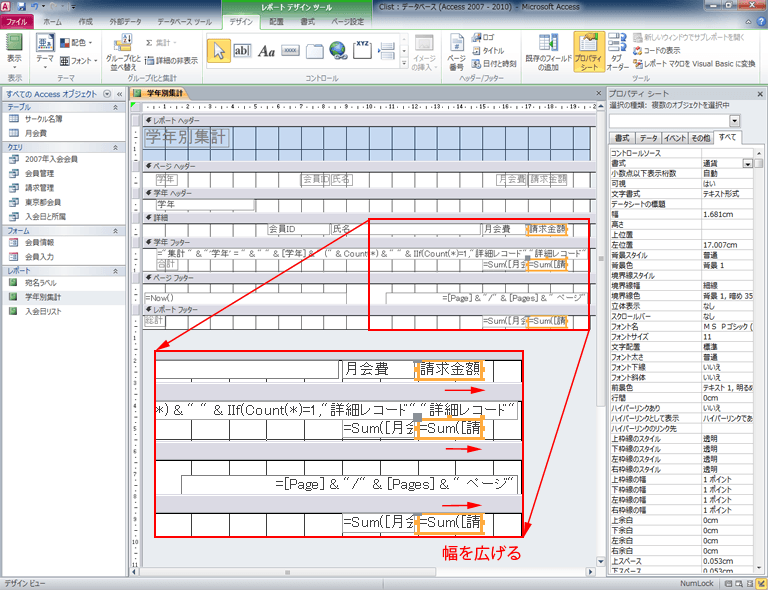 レポート デザイン ツール
Clist : データベース (Access 2007 - 2010) - Microsoft Access
ファイル ホーム 作成 外部データ データベース ツール デザイン 配置 書式 ページ設定
表示
テーマ
配色
フォント
グループ化と並べ替え
Σ 集計
詳細の非表示
ab| Aa XXXX XYZ
イメージの挿入
ページ番号
ロゴ
タイトル
日付と時刻
既存のフィールドの追加
プロパティシート
タブオーダー
新しいウィンドウでサブレポートを開く
コードの表示
レポート マクロを Visual Basic に変換
表示 テーマ グループ化と集計 コントロール ヘッダー/フッター ツール
すべての Access オブジェクト
テーブル
サークル名簿
月会費
クエリ
2007年入会会員
会員管理
請求管理
東京都会員
入会日と所属
フォーム
会員情報
会員入力
レポート
宛名ラベル
学年別集計
入会日リスト
学年別集計
レポート ヘッダー
学年別集計
ページ ヘッダー
学年 会員ID 氏名 月会費 請求金額
学年 ヘッダー
学年
詳細
会員ID 氏名 月会費 請求金額
学年 フッター
="集計 " & "'学年' = " & " " & [学年] & " (" & Count(*) & " " & IIf(Count(*)=1,"詳細レコード","詳細レコード"
合計 =Sum([月会 =Sum([請
ページ フッター
=Now() =[Page] & "/" & [Pages] & " ページ"
レポート フッター
総計 =Sum([月会 =Sum([請
月会費 請求金額
*) & " " & IIf(Count(*)=1,"詳細レコード","詳細レコード"
=Sum([月会 =Sum([請
=[Page] & "/" & [Pages] & " ページ"
=Sum([月会 =Sum([請
幅を広げる
プロパティ シート
選択の種類: 複数のオブジェクトを選択中
書式 データ イベント その他 すべて
コントロールソース
書式 通貨
小数点以下表示桁数 自動
可視 はい
文字書式 テキスト形式
データシートの標題
幅 1.681cm
高さ
上位置
左位置 17.007cm
背景スタイル 普通
背景色 背景 1
境界線スタイル
境界線幅 細線
境界線色 背景 1, 暗め 35
立体表示 なし
スクロールバー なし
フォント名 ＭＳ Ｐゴシック (
フォントサイズ 11
文字配置 標準
フォント太さ 普通
フォント下線 いいえ
フォント斜体 いいえ
前景色 テキスト 1, 明るめ
行間 0cm
ハイパーリンクあり いいえ
ハイパーリンクとして表示 ハイパーリンクであ
ハイパーリンクのリンク先
上枠線のスタイル 透明
下枠線のスタイル 透明
左枠線のスタイル 透明
右枠線のスタイル 透明
上枠線の幅 1 ポイント
下枠線の幅 1 ポイント
左枠線の幅 1 ポイント
右枠線の幅 1 ポイント
上余白 0cm
下余白 0cm
左余白 0cm
右余白 0cm
上スペース 0.053cm
下スペース 0.053cm
デザイン ビュー
NumLock